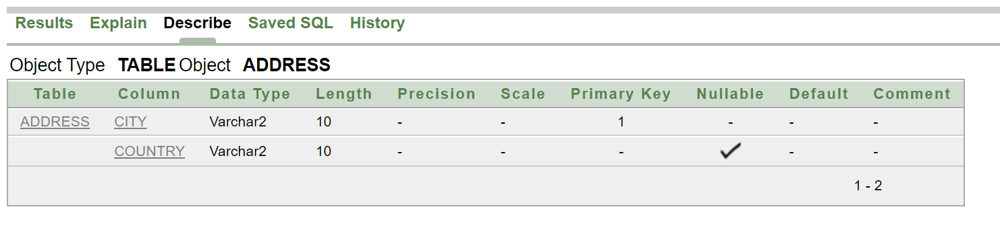 Results Explain Describe Saved SQL History
Object Type TABLE Object ADDRESS
Table Column Data Type Length Precision Scale Primary Key Nullable Default Comment
ADDRESS CITY Varchar2 10 - - 1 - - -
COUNTRY Varchar2 10 - - - ✓ - -
1 - 2